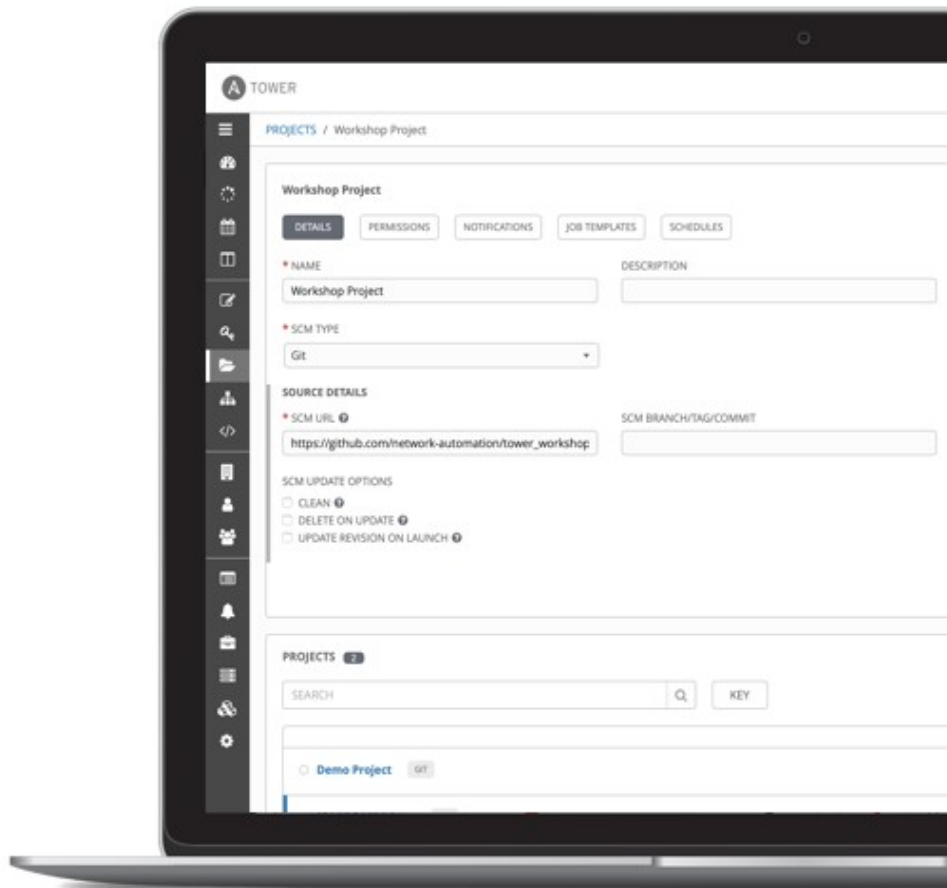 A TOWER
PROJECTS / Workshop Project
Workshop Project
DETAILS PERMISSIONS NOTIFICATIONS JOB TEMPLATES SCHEDULES
* NAME DESCRIPTION
Workshop Project
* SCM TYPE
Git
SOURCE DETAILS
* SCM URL ? SCM BRANCH/TAG/COMMIT
https://github.com/network-automation/tower_workshop
SCM UPDATE OPTIONS
CLEAN ?
DELETE ON UPDATE ?
UPDATE REVISION ON LAUNCH ?
PROJECTS 2
SEARCH KEY
Demo Project GIT